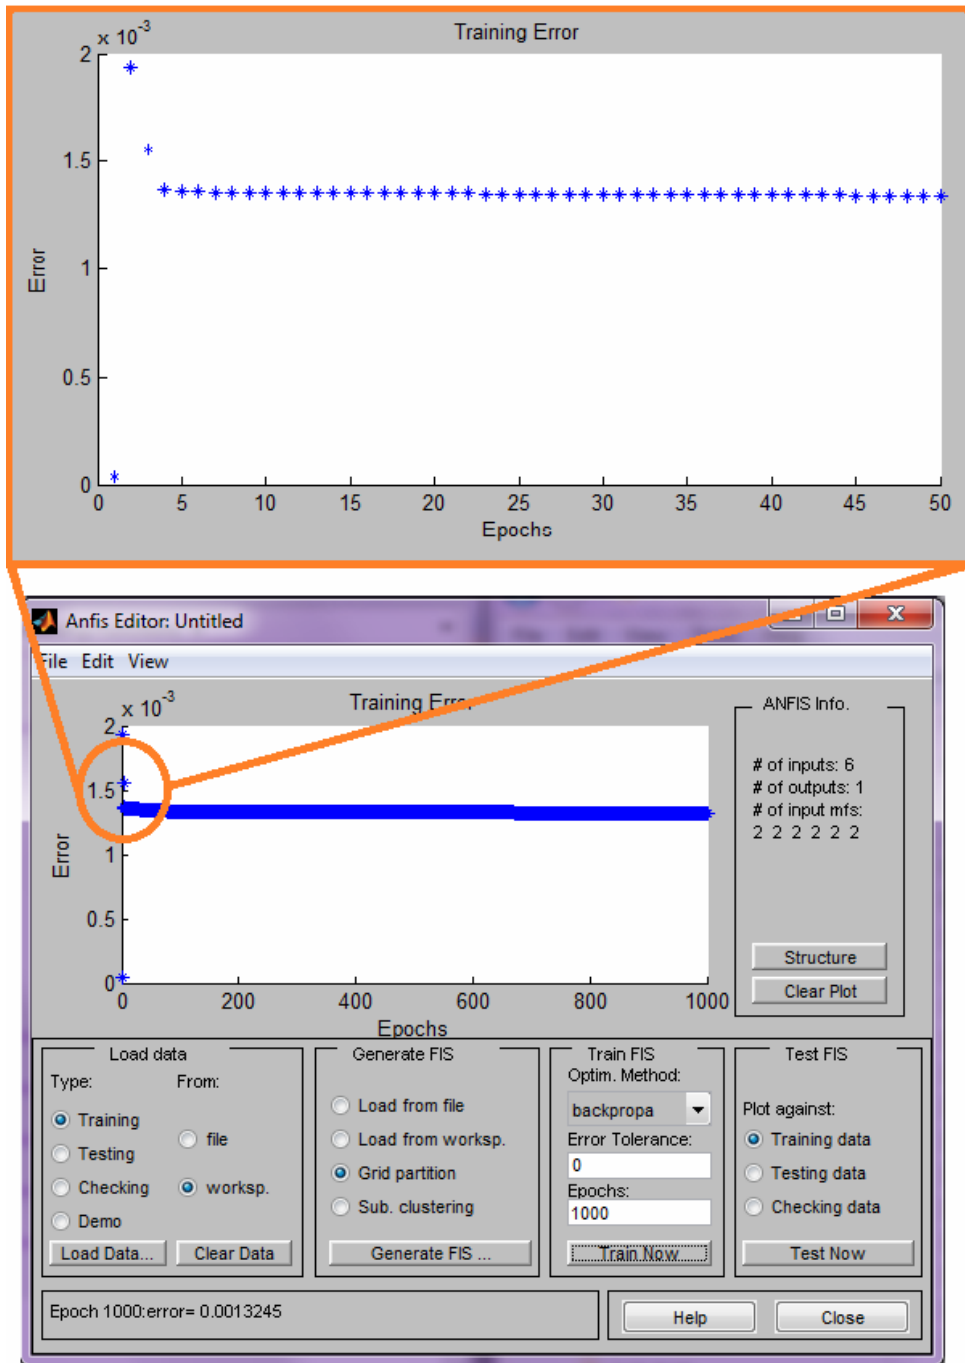 Training Error
x 10-3
2
1.5
1
0.5
0
Error
0 5 10 15 20 25 30 35 40 45 50
Epochs
Anfis Editor: Untitled
File Edit View
Training Error
x 10-3
2
1.5
1
0.5
0
Error
0 200 400 600 800 1000
Epochs
ANFIS Info.
# of inputs: 6
# of outputs: 1
# of input mfs:
2 2 2 2 2 2
Structure
Clear Plot
Load data
Type: From:
Training
file
Testing
Checking worksp.
Demo
Load Data... Clear Data
Generate FIS
Load from file
Load from worksp.
Grid partition
Sub. clustering
Generate FIS ...
Train FIS
Optim. Method:
backpropa
Error Tolerance:
0
Epochs:
1000
Train Now
Test FIS
Plot against:
Training data
Testing data
Checking data
Test Now
Epoch 1000:error= 0.0013245
Help Close